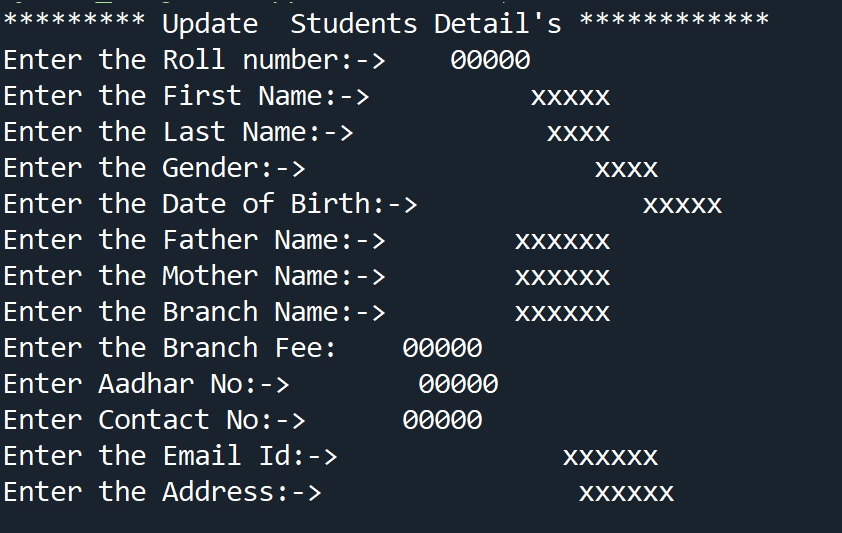 ********* Update  Students Detail's ************
Enter the Roll number:->    00000
Enter the First Name:->          xxxxx
Enter the Last Name:->            xxxx
Enter the Gender:->                  xxxx
Enter the Date of Birth:->              xxxxx
Enter the Father Name:->        xxxxxx
Enter the Mother Name:->        xxxxxx
Enter the Branch Name:->        xxxxxx
Enter the Branch Fee:    00000
Enter Aadhar No:->        00000
Enter Contact No:->      00000
Enter the Email Id:->              xxxxxx
Enter the Address:->                xxxxxx